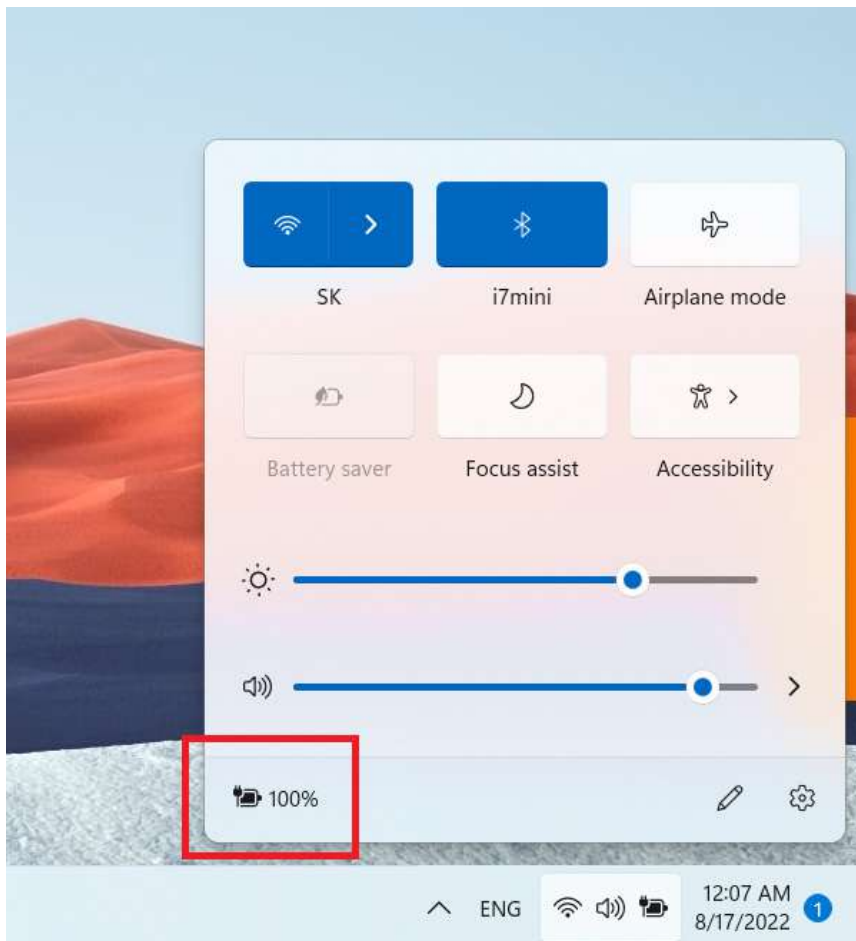 SK i7mini Airplane mode
Battery saver Focus assist Accessibility
100%
ENG 12:07 AM
8/17/2022 1